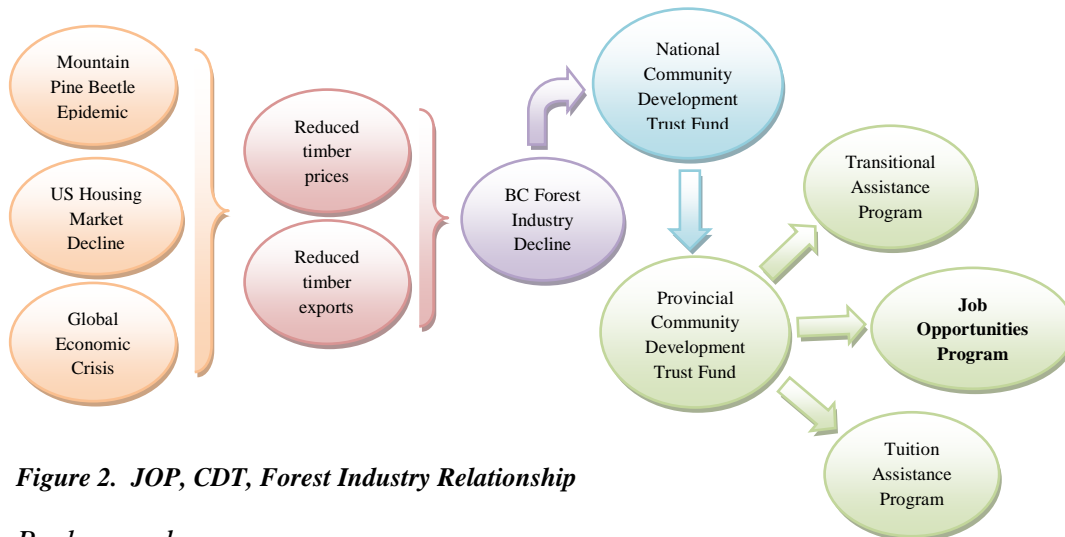 Mountain
Pine Beetle
Epidemic
US Housing
Market
Decline
Global
Economic
Crisis
Reduced
timber
prices
Reduced
timber
exports
BC Forest
Industry
Decline
National
Community
Development
Trust Fund
Provincial
Community
Development
Trust Fund
Transitional
Assistance
Program
Job
Opportunities
Program
Tuition
Assistance
Program
Figure 2. JOP, CDT, Forest Industry Relationship